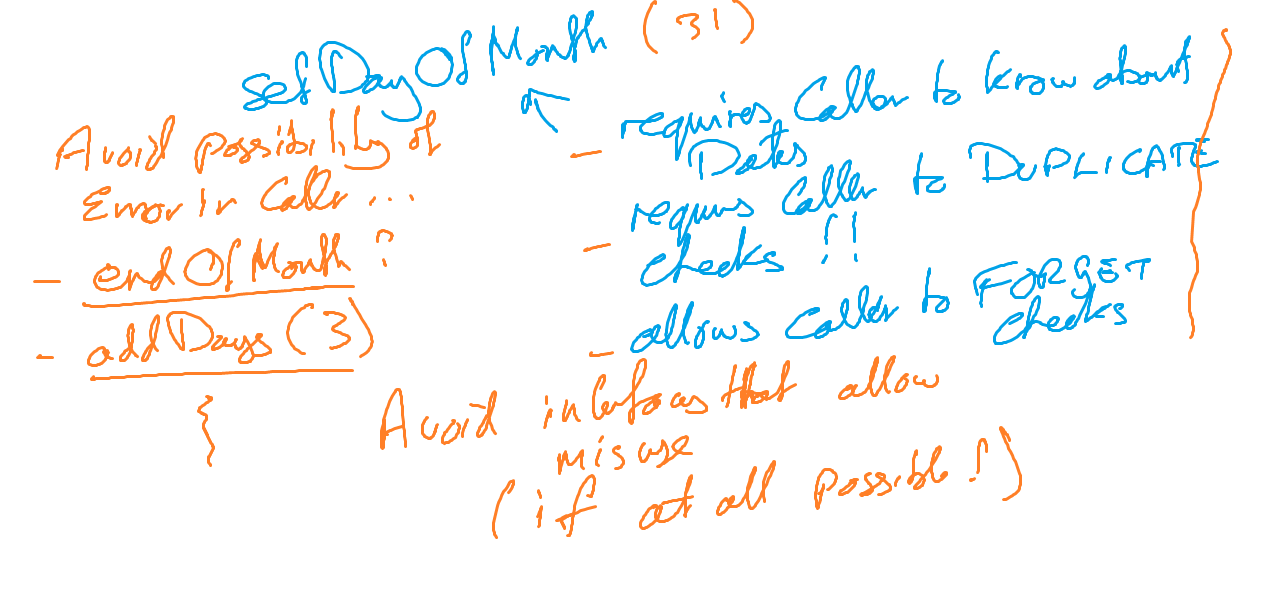 setDayOfMonth (31)
- requires Caller to know about
Dates
- requires Caller to DUPLICATE
checks !!
- allows Caller to FORGET
checks
Avoid possibility of
Error in Caller ...
- endOfMonth ?
- addDays (3)
Avoid interfaces that allow
misuse
(if at all possible!)